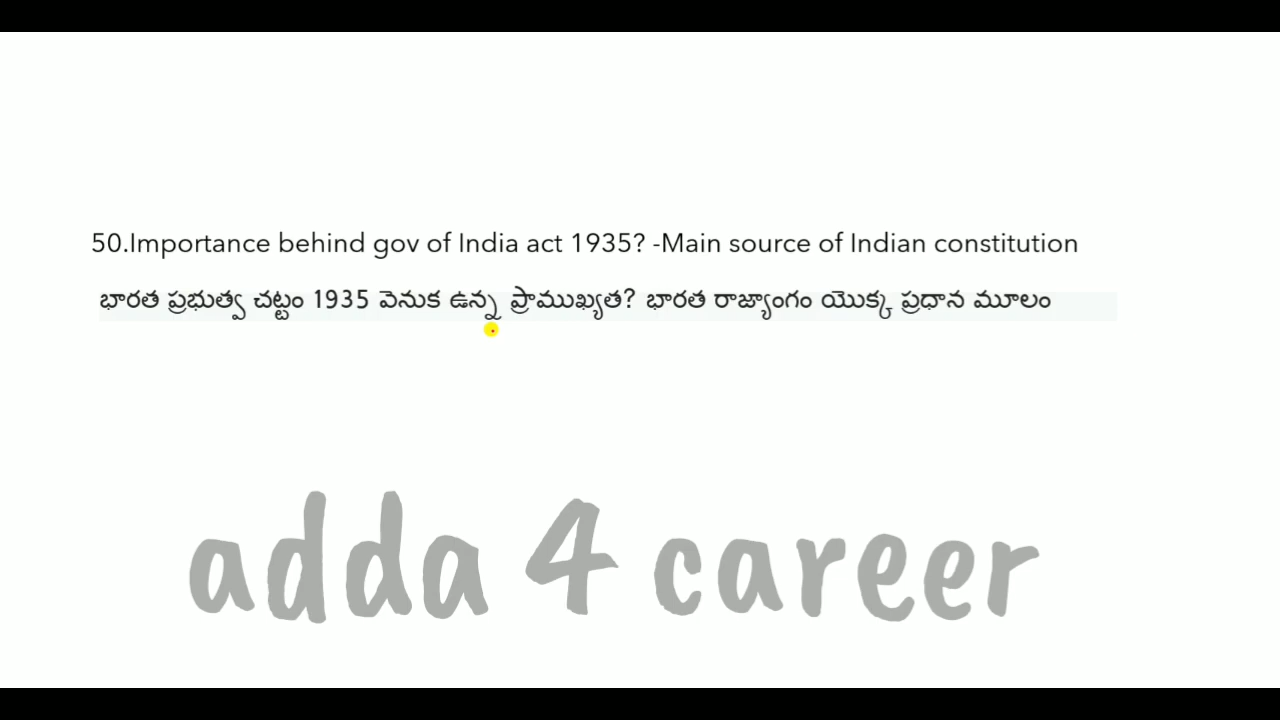 50.Importance behind gov of India act 1935? -Main source of Indian constitution
భారత ప్రభుత్వ చట్టం 1935 వెనుక ఉన్న ప్రాముఖ్యత? భారత రాజ్యాంగం యొక్క ప్రధాన మూలం
adda 4 career